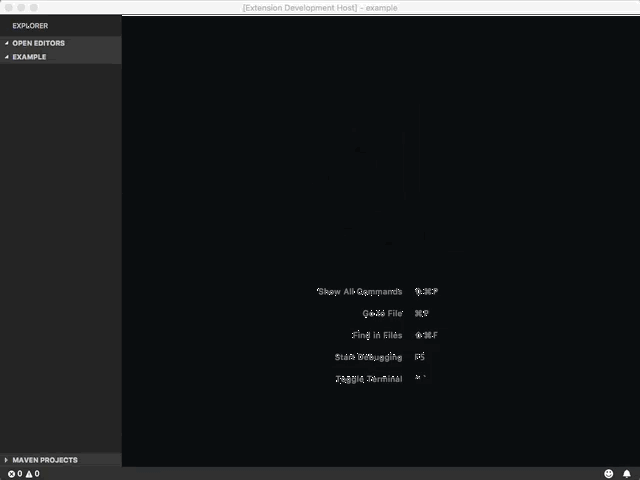 [Extension Development Host] - example
EXPLORER
OPEN EDITORS
EXAMPLE
Show All Commands ⇧⌘P
Go to File ⌘P
Find in Files ⇧⌘F
Start Debugging F5
Toggle Terminal ⌃`
MAVEN PROJECTS
0 0